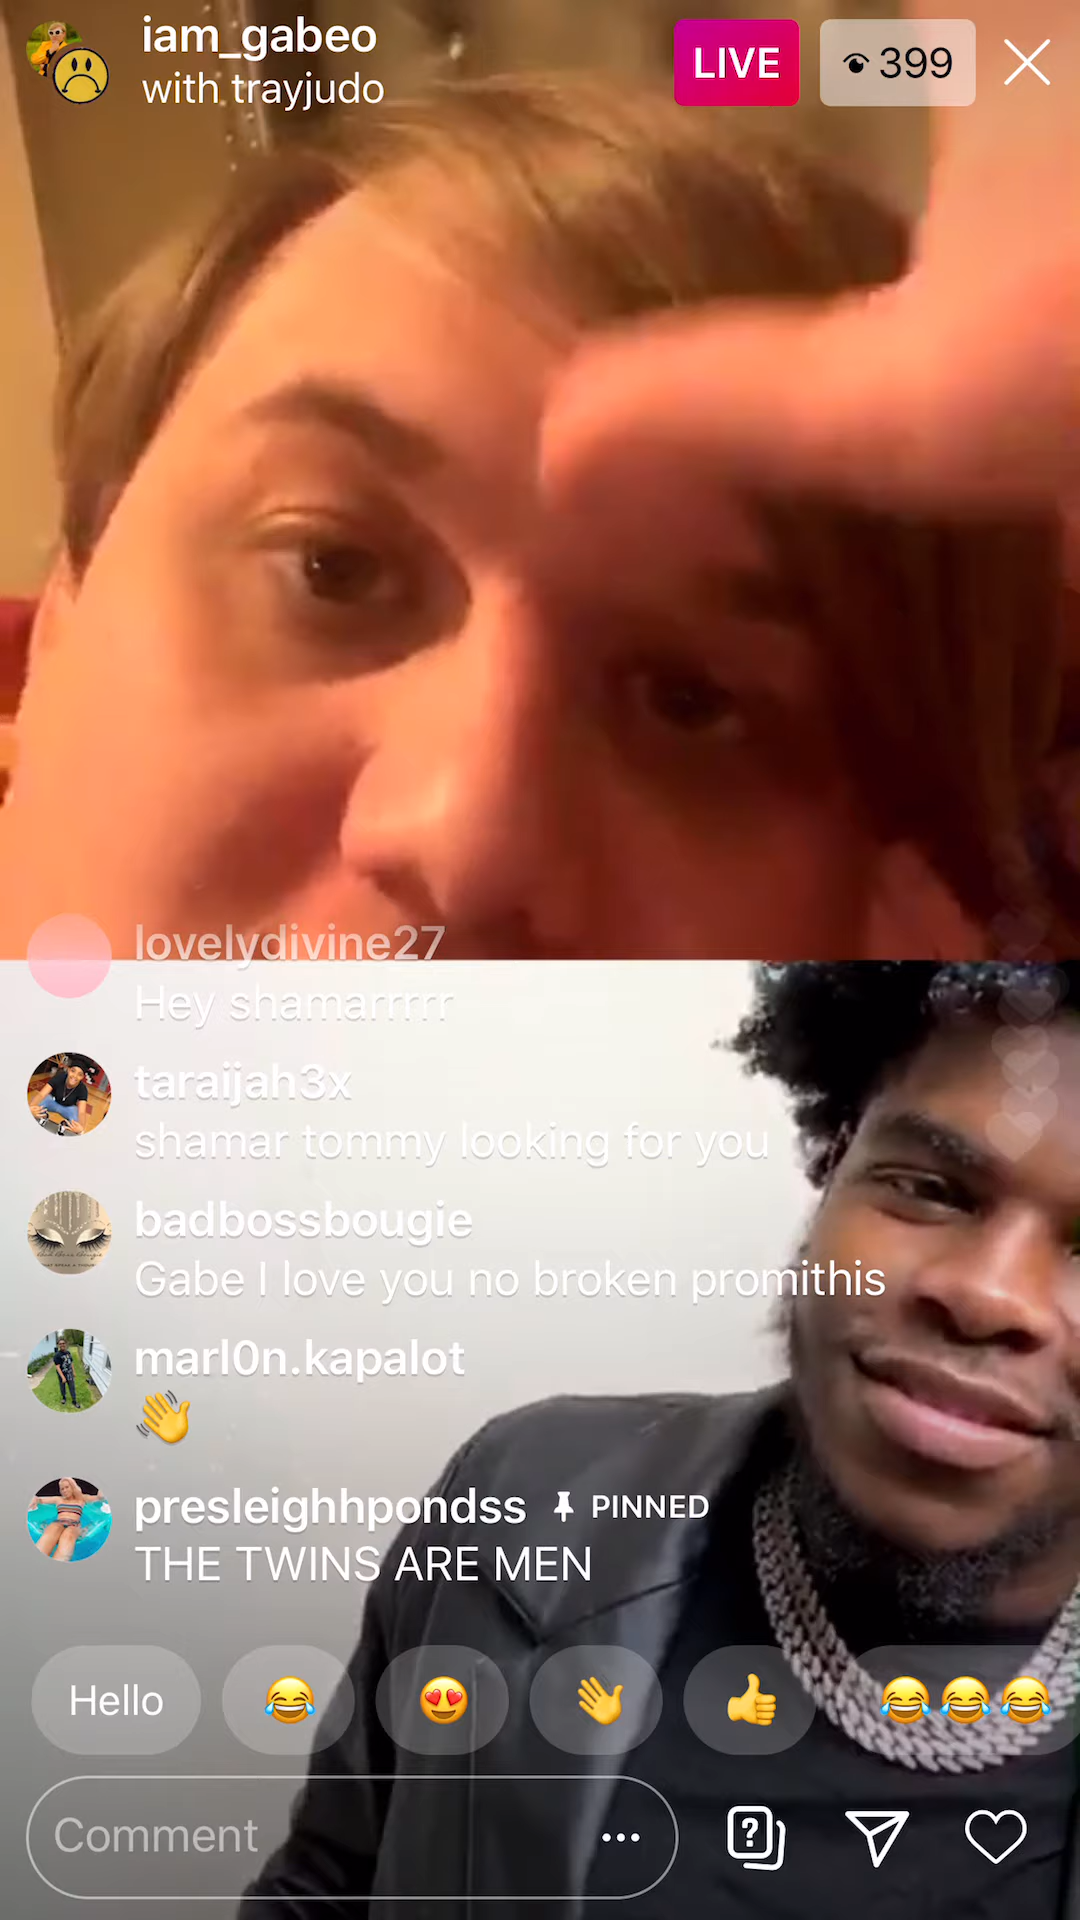 iam_gabeo
with trayjudo
LIVE
399
lovelydivine27
Hey shamarrrrr
taraijah3x
shamar tommy looking for you
badbossbougie
Gabe I love you no broken promithis
marl0n.kapalot
👋
presleighhpondss PINNED
THE TWINS ARE MEN
Hello 😂 😍 👋 👍 😂😂😂
Comment ...